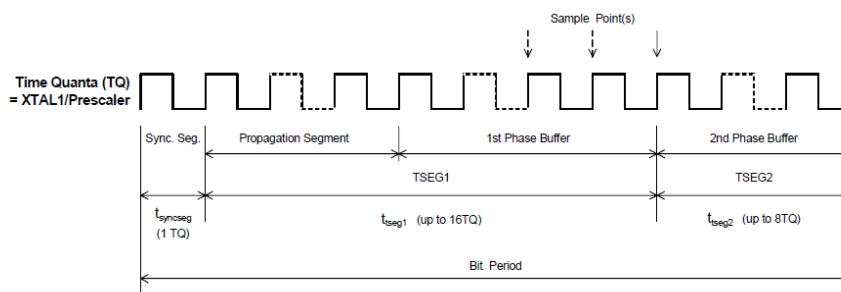 Sample Point(s)
Time Quanta (TQ)
= XTAL1/Prescaler
Sync. Seg.
Propagation Segment
1st Phase Buffer
2nd Phase Buffer
TSEG1
TSEG2
tsyncseg
(1 TQ)
ttseg1 (up to 16TQ)
ttseg2 (up to 8TQ)
Bit Period